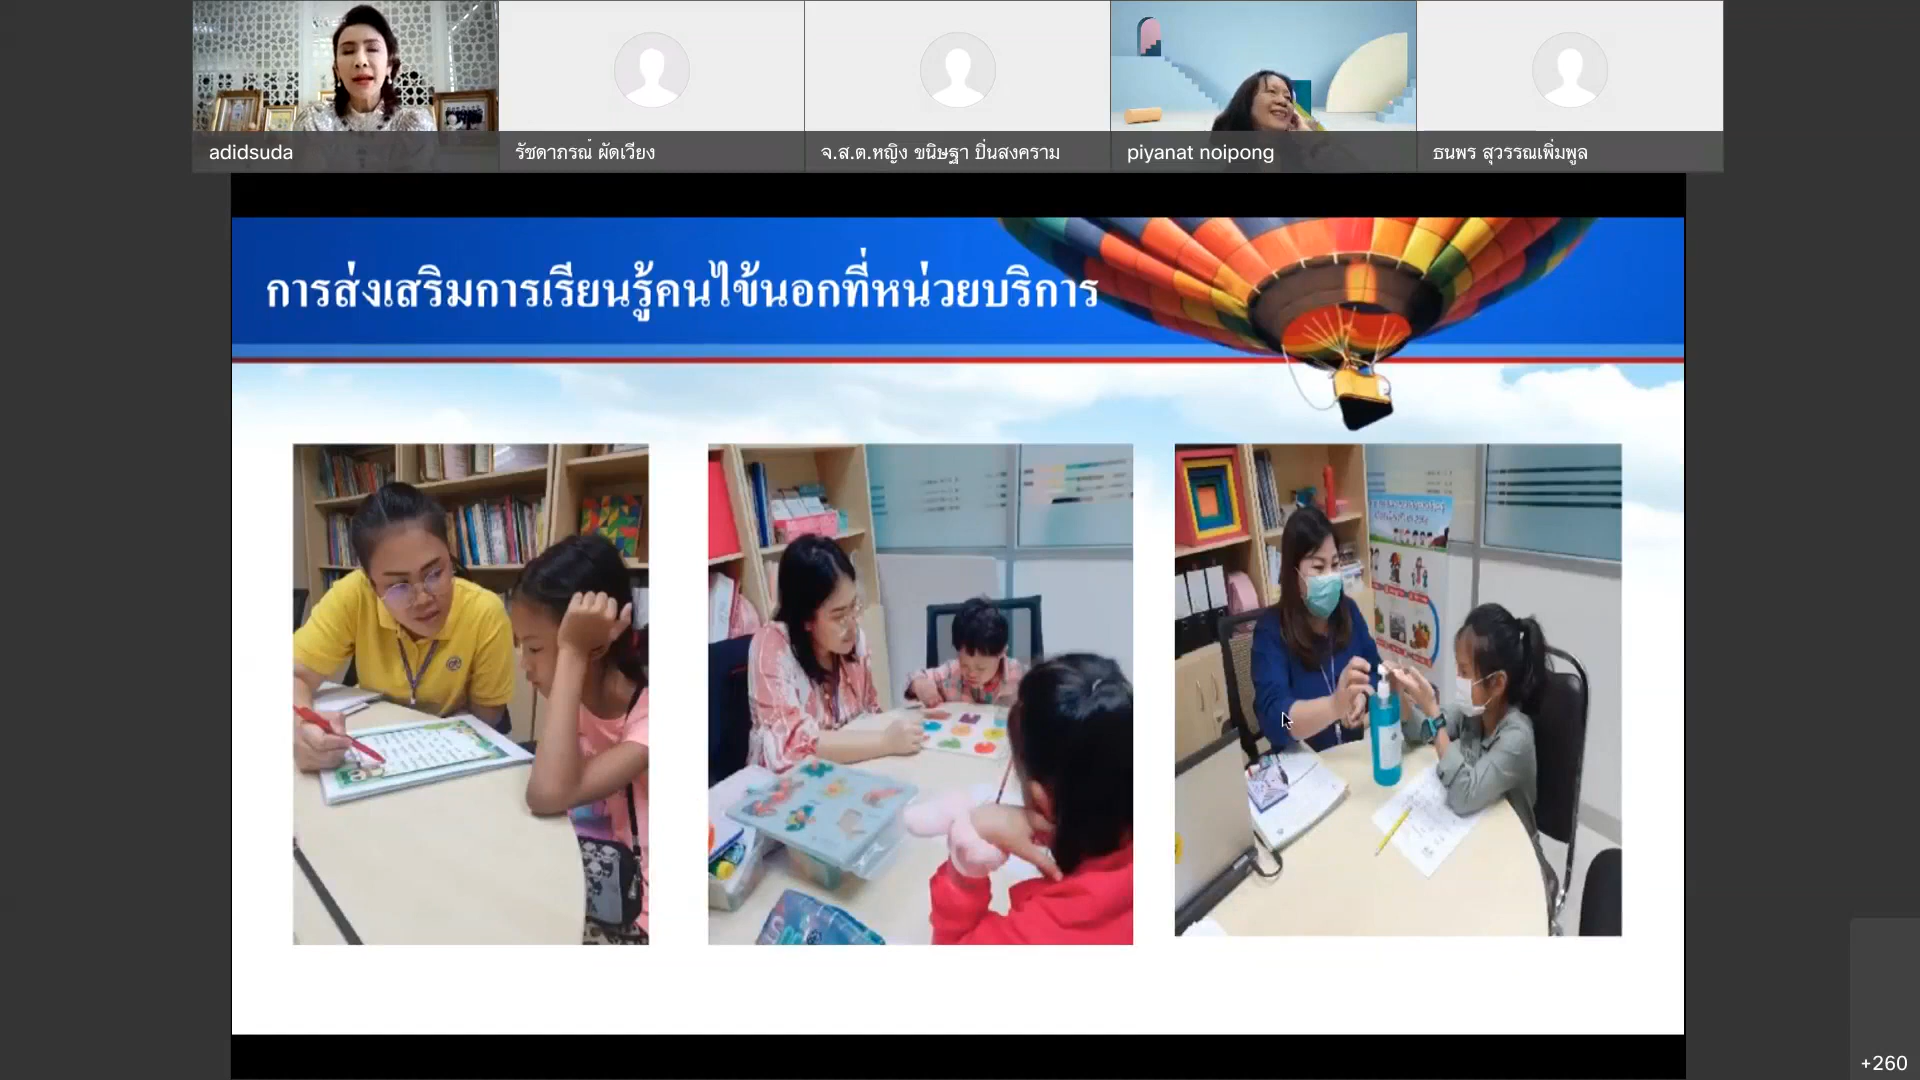 adidsuda
รัชดาภรณ์ ผัดเวียง
จ.ส.ต.หญิง ขนิษฐา ปิ่นสงคราม
piyanat noipong
ธนพร สุวรรณเพิ่มพูล
การส่งเสริมการเรียนรู้คนไข้นอกที่หน่วยบริการ
+260